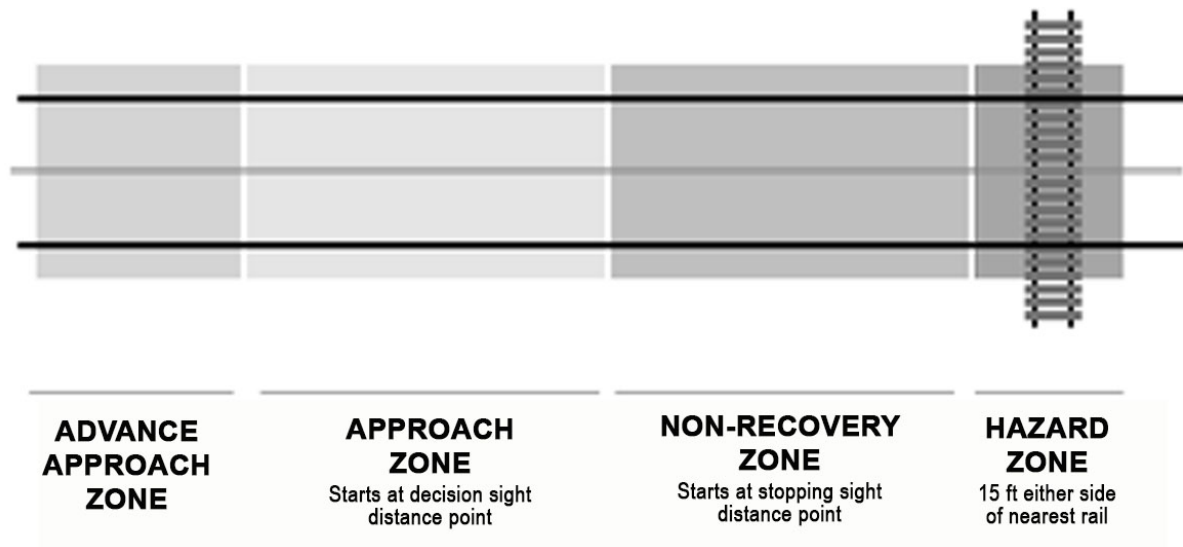 ADVANCE
APPROACH
ZONE
APPROACH
ZONE
Starts at decision sight
distance point
NON-RECOVERY
ZONE
Starts at stopping sight
distance point
HAZARD
ZONE
15 ft either side
of nearest rail